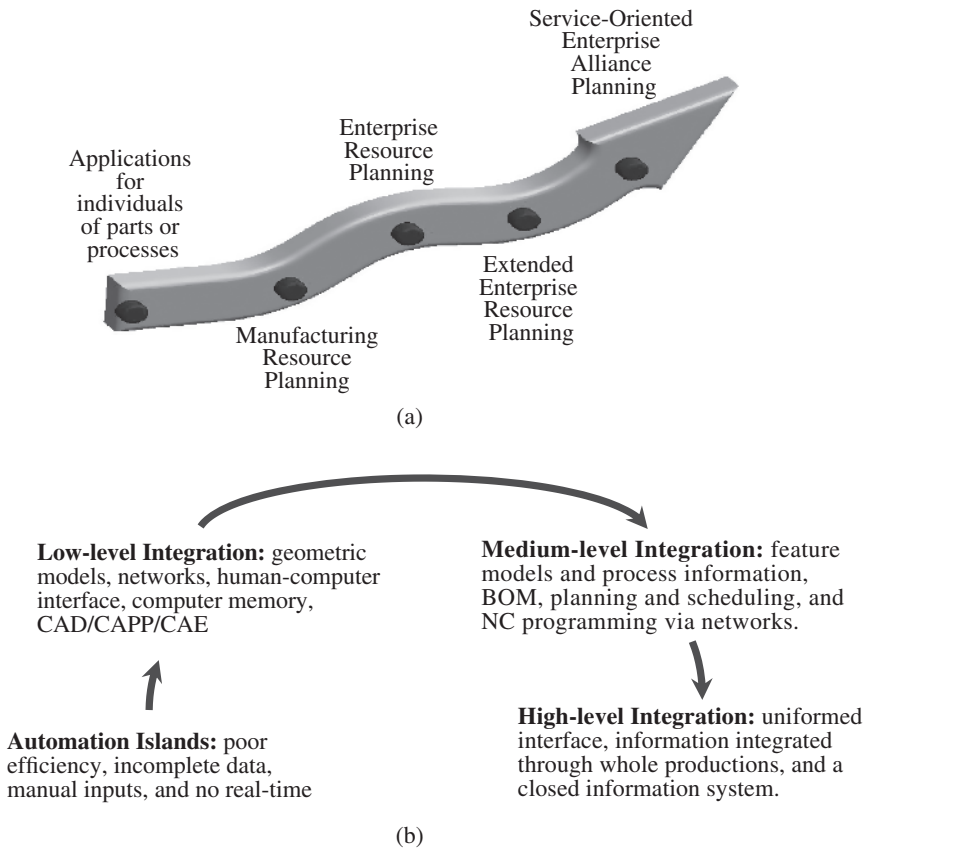 Service-Oriented
Enterprise
Alliance
Planning
Enterprise
Resource
Planning
Applications
for
individuals
of parts or
processes
Extended
Enterprise
Resource
Planning
Manufacturing
Resource
Planning
(a)
Low-level Integration: geometric
models, networks, human-computer
interface, computer memory,
CAD/CAPP/CAE
Medium-level Integration: feature
models and process information,
BOM, planning and scheduling, and
NC programming via networks.
Automation Islands: poor
efficiency, incomplete data,
manual inputs, and no real-time
High-level Integration: uniformed
interface, information integrated
through whole productions, and a
closed information system.
(b)